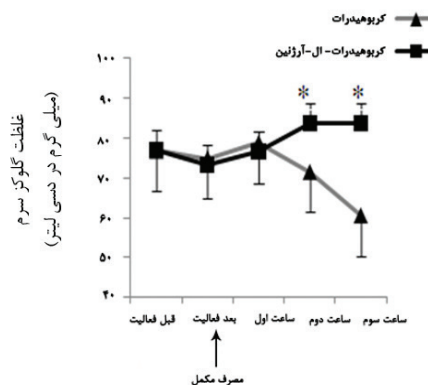 کربوهیدرات
کربوهیدرات- ال-آرژنین
غلظت گلوکز سرم
(میلی گرم در دسی لیتر)
۱۰۰
۹۰
۸۰
۷۰
۶۰
۵۰
۴۰
* *
قبل فعالیت بعد فعالیت ساعت اول ساعت دوم ساعت سوم
مصرف مکمل